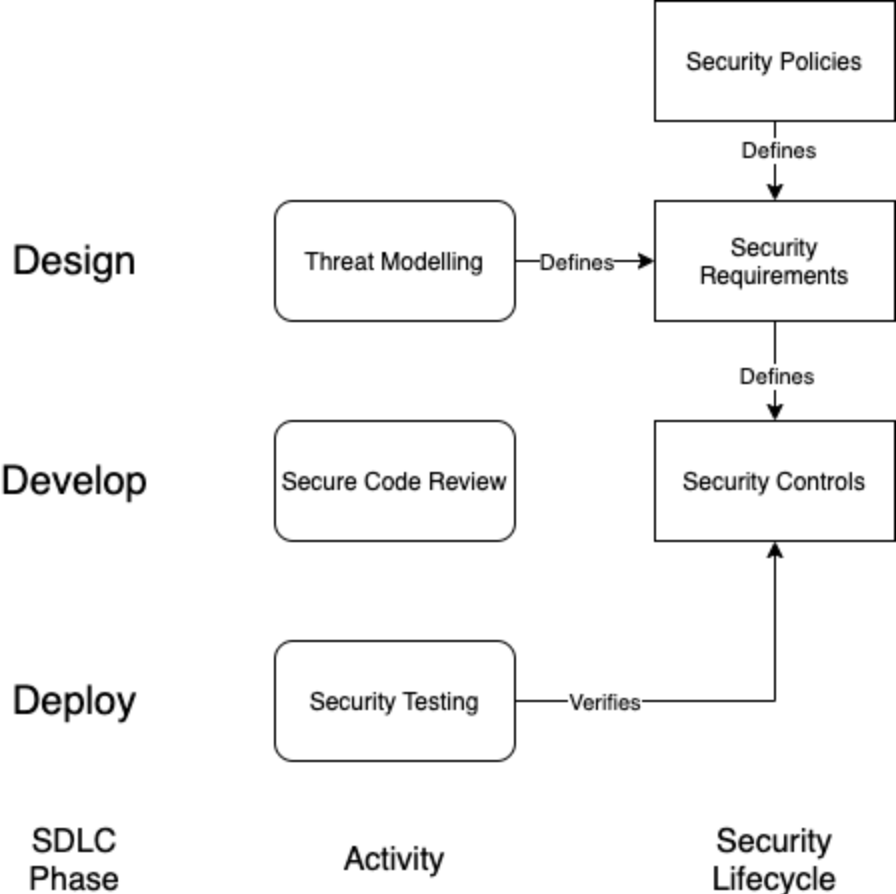 Security Policies
Defines
Design
Threat Modelling
Defines
Security
Requirements
Defines
Develop
Secure Code Review
Security Controls
Deploy
Security Testing
Verifies
SDLC
Phase
Activity
Security
Lifecycle